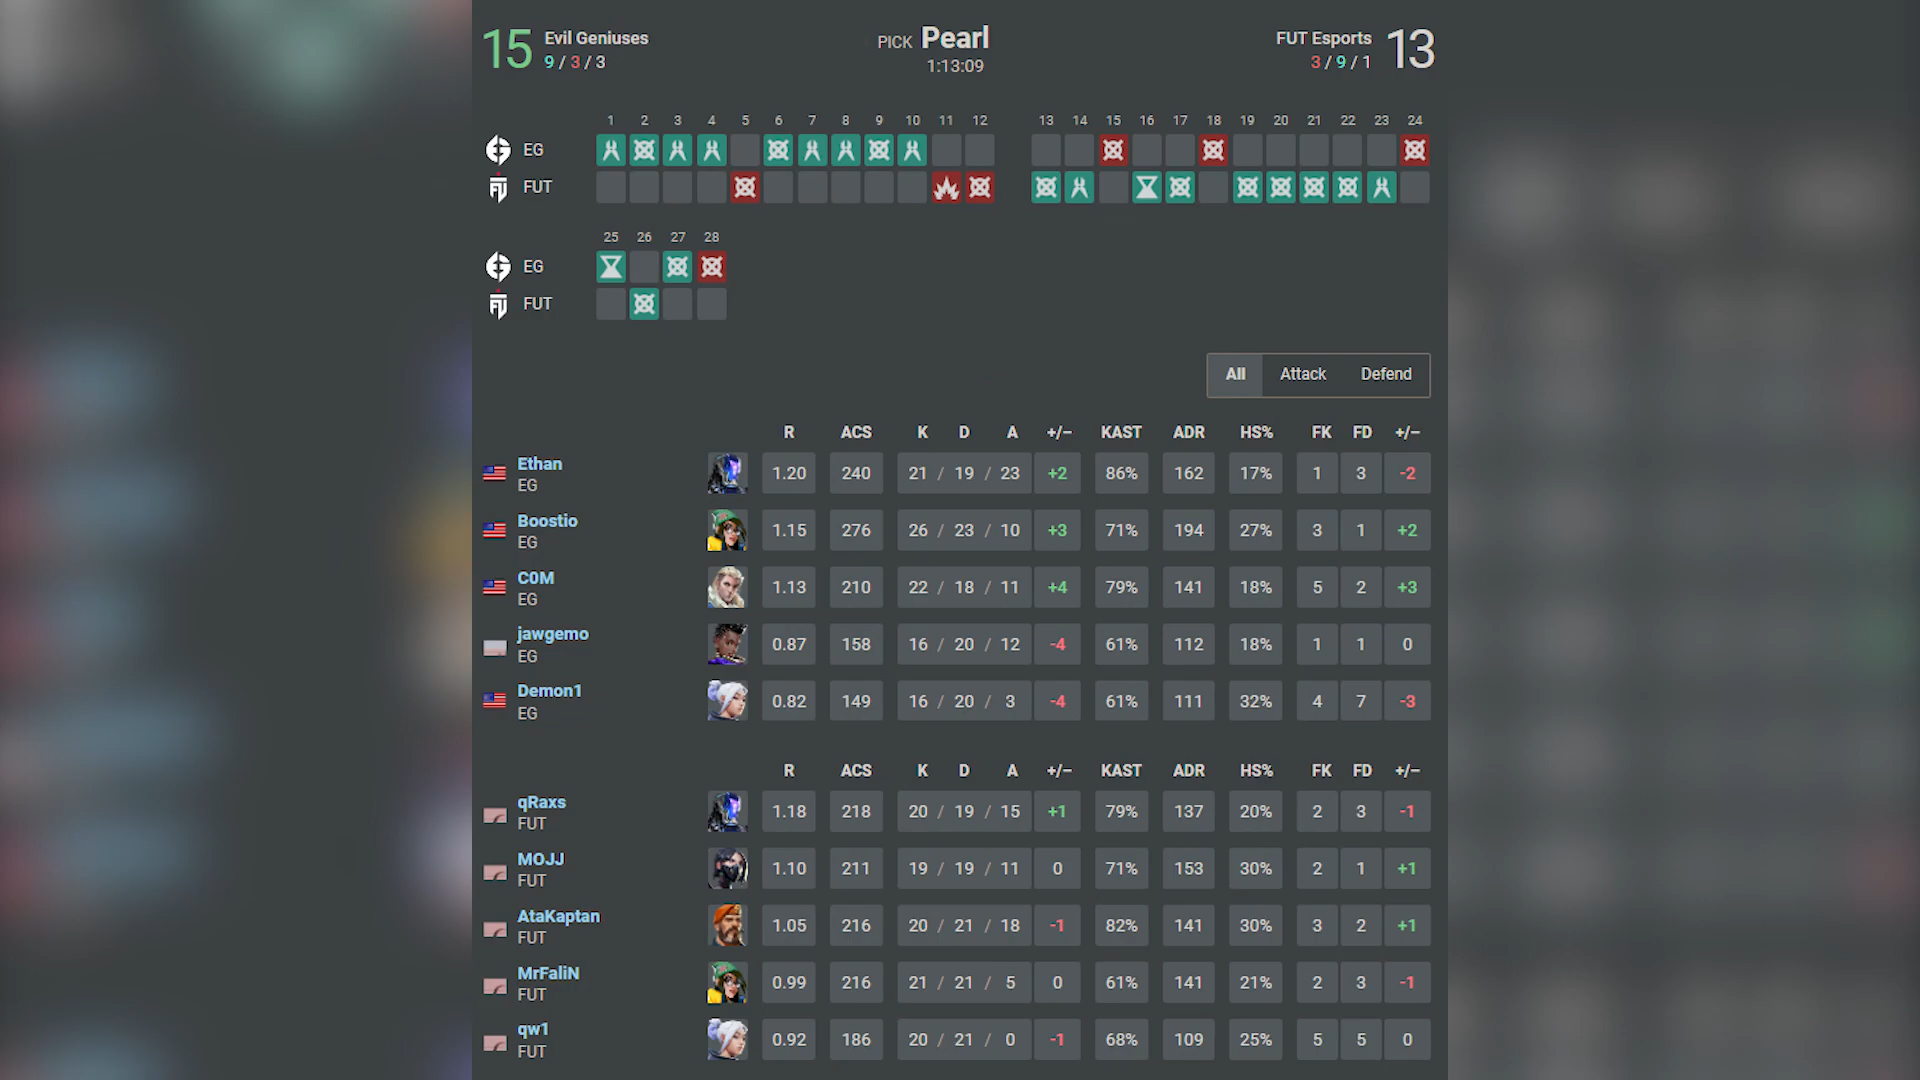 15 Evil Geniuses PICK Pearl FUT Esports 13
9 / 3 / 3 1:13:09 3 / 9 / 1
1 2 3 4 5 6 7 8 9 10 11 12 13 14 15 16 17 18 19 20 21 22 23 24
EG
FUT
25 26 27 28
EG
FUT
All Attack Defend
R ACS K D A +/− KAST ADR HS% FK FD +/−
Ethan EG 1.20 240 21 / 19 / 23 +2 86% 162 17% 1 3 -2
Boostio EG 1.15 276 26 / 23 / 10 +3 71% 194 27% 3 1 +2
C0M EG 1.13 210 22 / 18 / 11 +4 79% 141 18% 5 2 +3
jawgemo EG 0.87 158 16 / 20 / 12 -4 61% 112 18% 1 1 0
Demon1 EG 0.82 149 16 / 20 / 3 -4 61% 111 32% 4 7 -3
R ACS K D A +/− KAST ADR HS% FK FD +/−
qRaxs FUT 1.18 218 20 / 19 / 15 +1 79% 137 20% 2 3 -1
MOJJ FUT 1.10 211 19 / 19 / 11 0 71% 153 30% 2 1 +1
AtaKaptan FUT 1.05 216 20 / 21 / 18 -1 82% 141 30% 3 2 +1
MrFaliN FUT 0.99 216 21 / 21 / 5 0 61% 141 21% 2 3 -1
qw1 FUT 0.92 186 20 / 21 / 0 -1 68% 109 25% 5 5 0